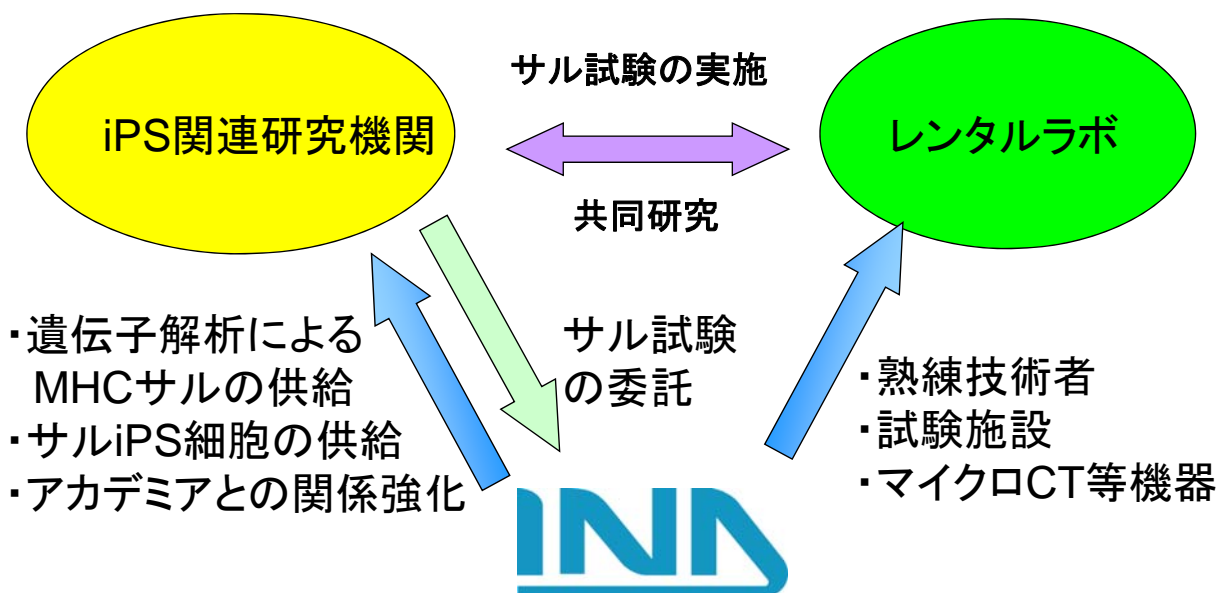 サル試験の実施
iPS関連研究機関
レンタルラボ
共同研究
・遺伝子解析による
MHCサルの供給
・サルiPS細胞の供給
・アカデミアとの関係強化
サル試験
の委託
・熟練技術者
・試験施設
・マイクロCT等機器
INA